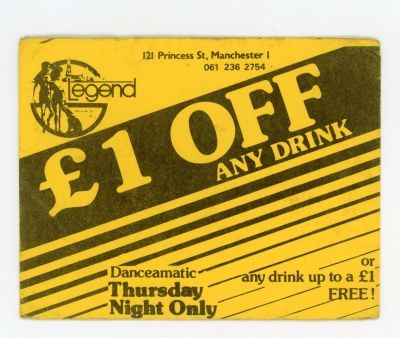 121 Princess St, Manchester 1
061 236 2754
Legend
£1 OFF
ANY DRINK
Danceamatic
Thursday
Night Only
or
any drink up to a £1
FREE!